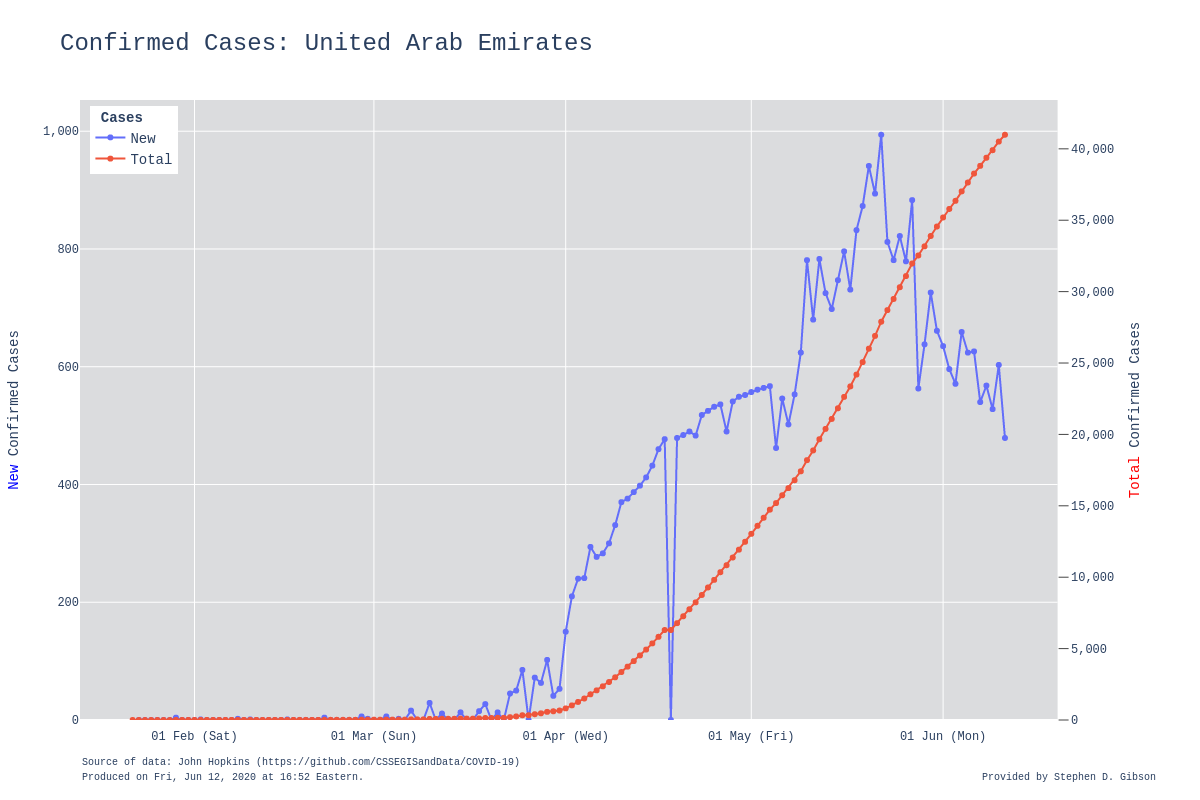 Confirmed Cases: United Arab Emirates
Cases
New
Total
1,000
800
600
400
200
0
40,000
35,000
30,000
25,000
20,000
15,000
10,000
5,000
0
New Confirmed Cases
Total Confirmed Cases
01 Feb (Sat)
01 Mar (Sun)
01 Apr (Wed)
01 May (Fri)
01 Jun (Mon)
Source of data: John Hopkins (https://github.com/CSSEGISandData/COVID-19)
Produced on Fri, Jun 12, 2020 at 16:52 Eastern.
Provided by Stephen D. Gibson